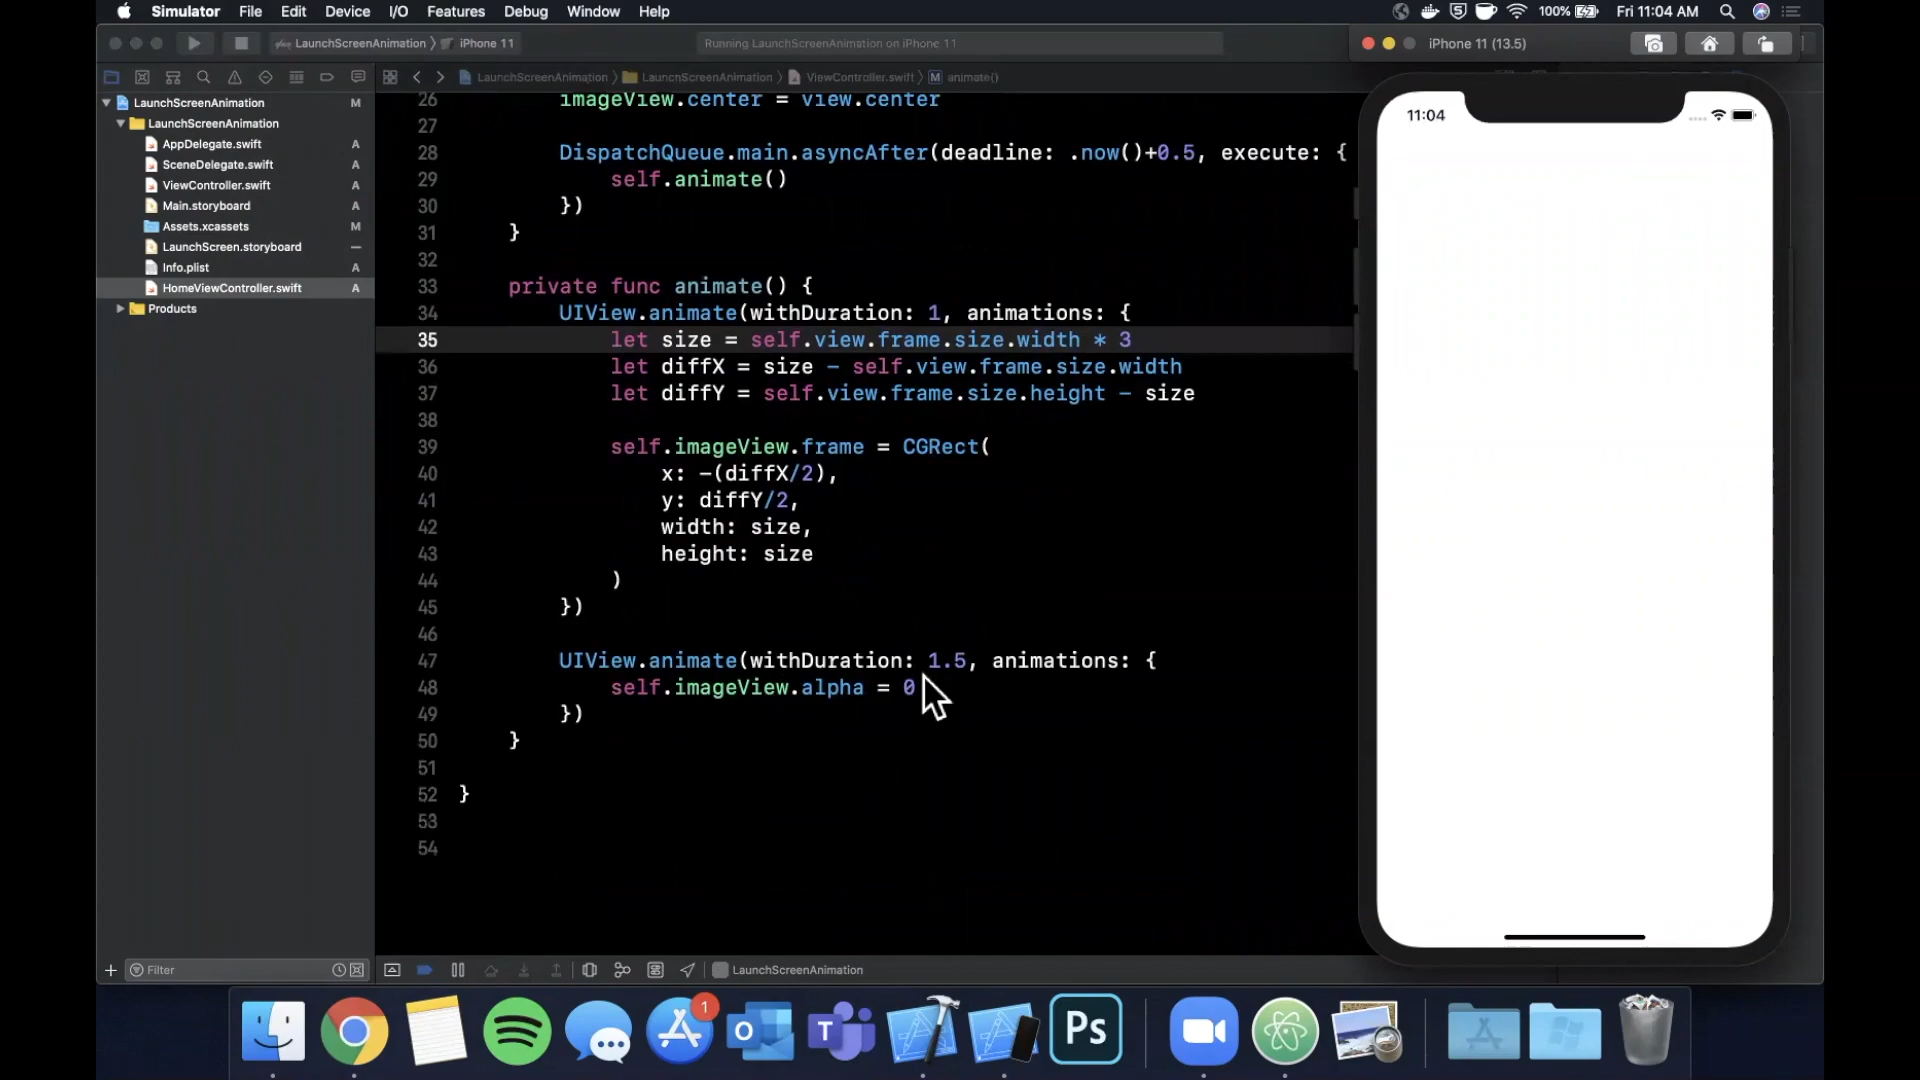 Simulator File Edit View Device I/O Features Debug Window Help
100% Fri 11:04 AM
LaunchScreenAnimation iPhone 11
Running LaunchScreenAnimation on iPhone 11
iPhone 11 (13.5)
LaunchScreenAnimation LaunchScreenAnimation ViewController.swift M animate()
LaunchScreenAnimation M
LaunchScreenAnimation
AppDelegate.swift A
SceneDelegate.swift A
ViewController.swift A
Main.storyboard A
Assets.xcassets M
LaunchScreen.storyboard —
Info.plist A
HomeViewController.swift A
Products
26 imageView.center = view.center
27
28 DispatchQueue.main.asyncAfter(deadline: .now()+0.5, execute: {
29 self.animate()
30 })
31 }
32
33 private func animate() {
34 UIView.animate(withDuration: 1, animations: {
35 let size = self.view.frame.size.width * 3
36 let diffX = size - self.view.frame.size.width
37 let diffY = self.view.frame.size.height - size
38
39 self.imageView.frame = CGRect(
40 x: -(diffX/2),
41 y: diffY/2,
42 width: size,
43 height: size
44 )
45 })
46
47 UIView.animate(withDuration: 1.5, animations: {
48 self.imageView.alpha = 0
49 })
50 }
51
52 }
53
54
11:04
Filter
LaunchScreenAnimation
1
O
T
Ps